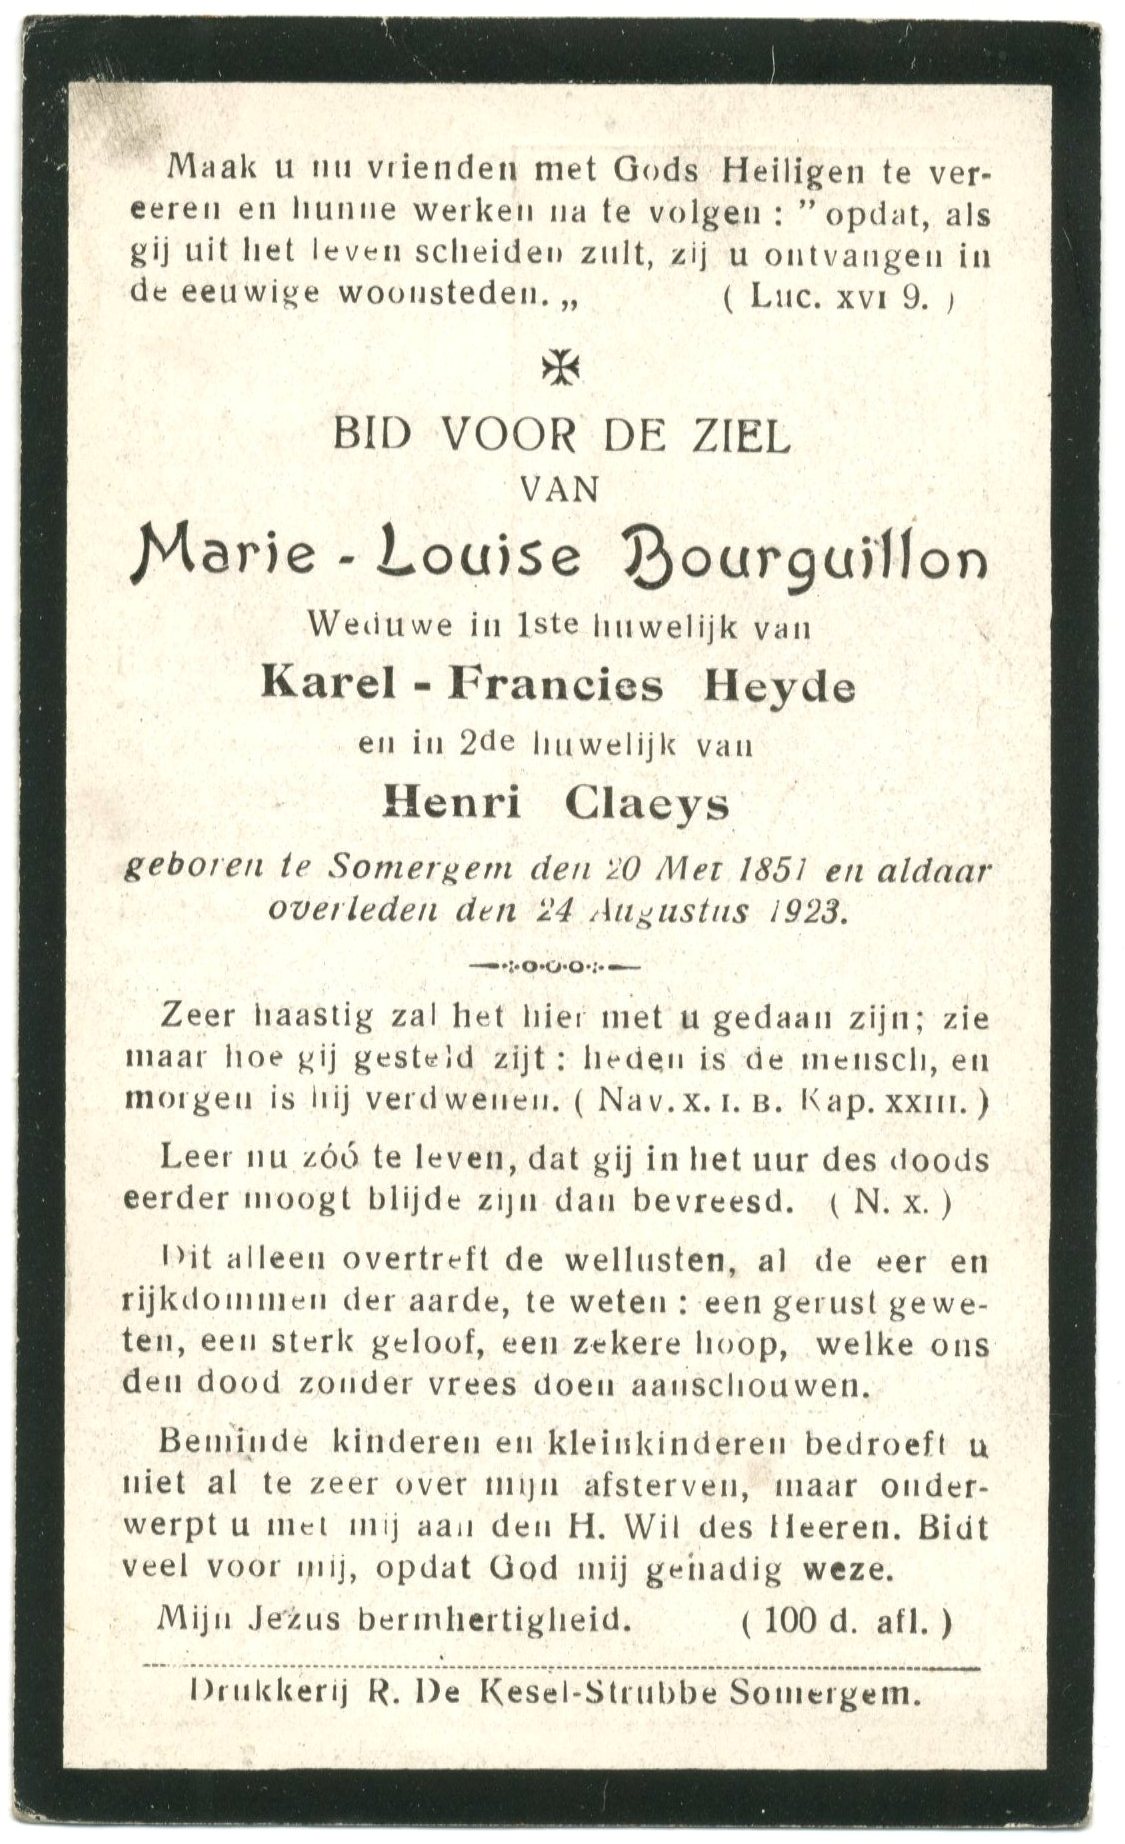 Maak u nu vrienden met Gods Heiligen te ver-
eeren en hunne werken na te volgen : " opdat, als
gij uit het leven scheiden zult, zij u ontvangen in
de eeuwige woonsteden. „ ( Luc. XVI 9. )
BID VOOR DE ZIEL
VAN
Marie - Louise Bourguillon
Weduwe in 1ste huwelijk van
Karel - Francies Heyde
en in 2de huwelijk van
Henri Claeys
geboren te Somergem den 20 Mei 1851 en aldaar
overleden den 24 Augustus 1923.
Zeer haastig zal het hier met u gedaan zijn; zie
maar hoe gij gesteld zijt : heden is de mensch, en
morgen is hij verdwenen. ( Nav. X. I. B. Kap. XXIII. )
Leer nu zóó te leven, dat gij in het uur des doods
eerder moogt blijde zijn dan bevreesd. ( N. X. )
Dit alleen overtreft de wellusten, al de eer en
rijkdommen der aarde, te weten : een gerust gewe-
ten, een sterk geloof, een zekere hoop, welke ons
den dood zonder vrees doen aanschouwen.
Beminde kinderen en kleinkinderen bedroeft u
niet al te zeer over mijn afsterven, maar onder-
werpt u met mij aan den H. Wil des Heeren. Bidt
veel voor mij, opdat God mij genadig weze.
Mijn Jezus bermhertigheid. ( 100 d. afl. )
Drukkerij R. De Kesel-Strubbe Somergem.